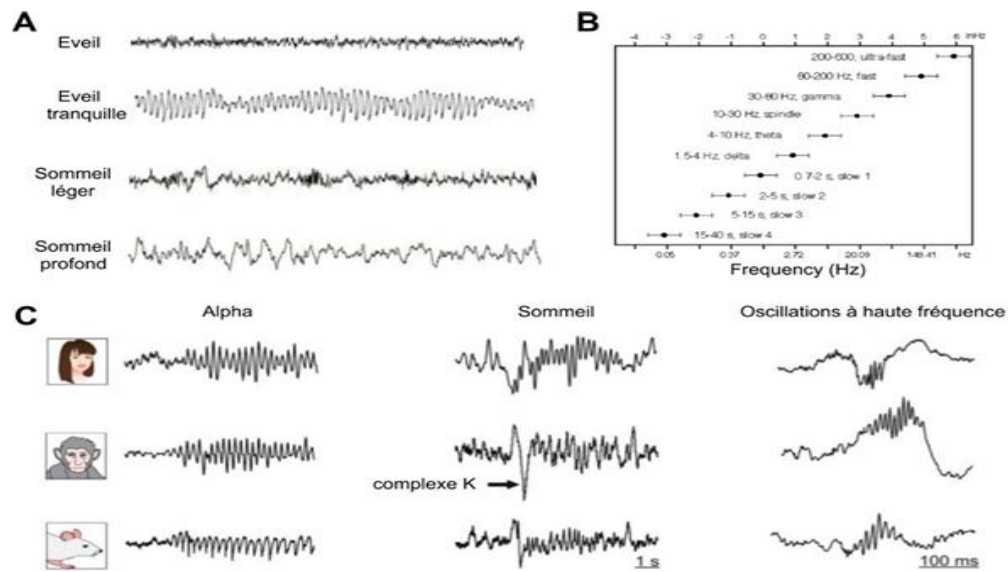 A
Eveil
Eveil
tranquille
Sommeil
léger
Sommeil
profond
B
-4 -3 -2 -1 0 1 2 3 4 5 6 lnHz
200-600, ultra-fast
80-200 Hz, fast
30-80 Hz, gamma
10-30 Hz, spindle
4-10 Hz, theta
1.5-4 Hz, delta
0.7-2 s, slow 1
2-5 s, slow 2
5-15 s, slow 3
15-40 s, slow 4
0.05 0.37 2.72 20.09 148.41 Hz
Frequency (Hz)
C
Alpha Sommeil Oscillations à haute fréquence
complexe K
1 s
100 ms